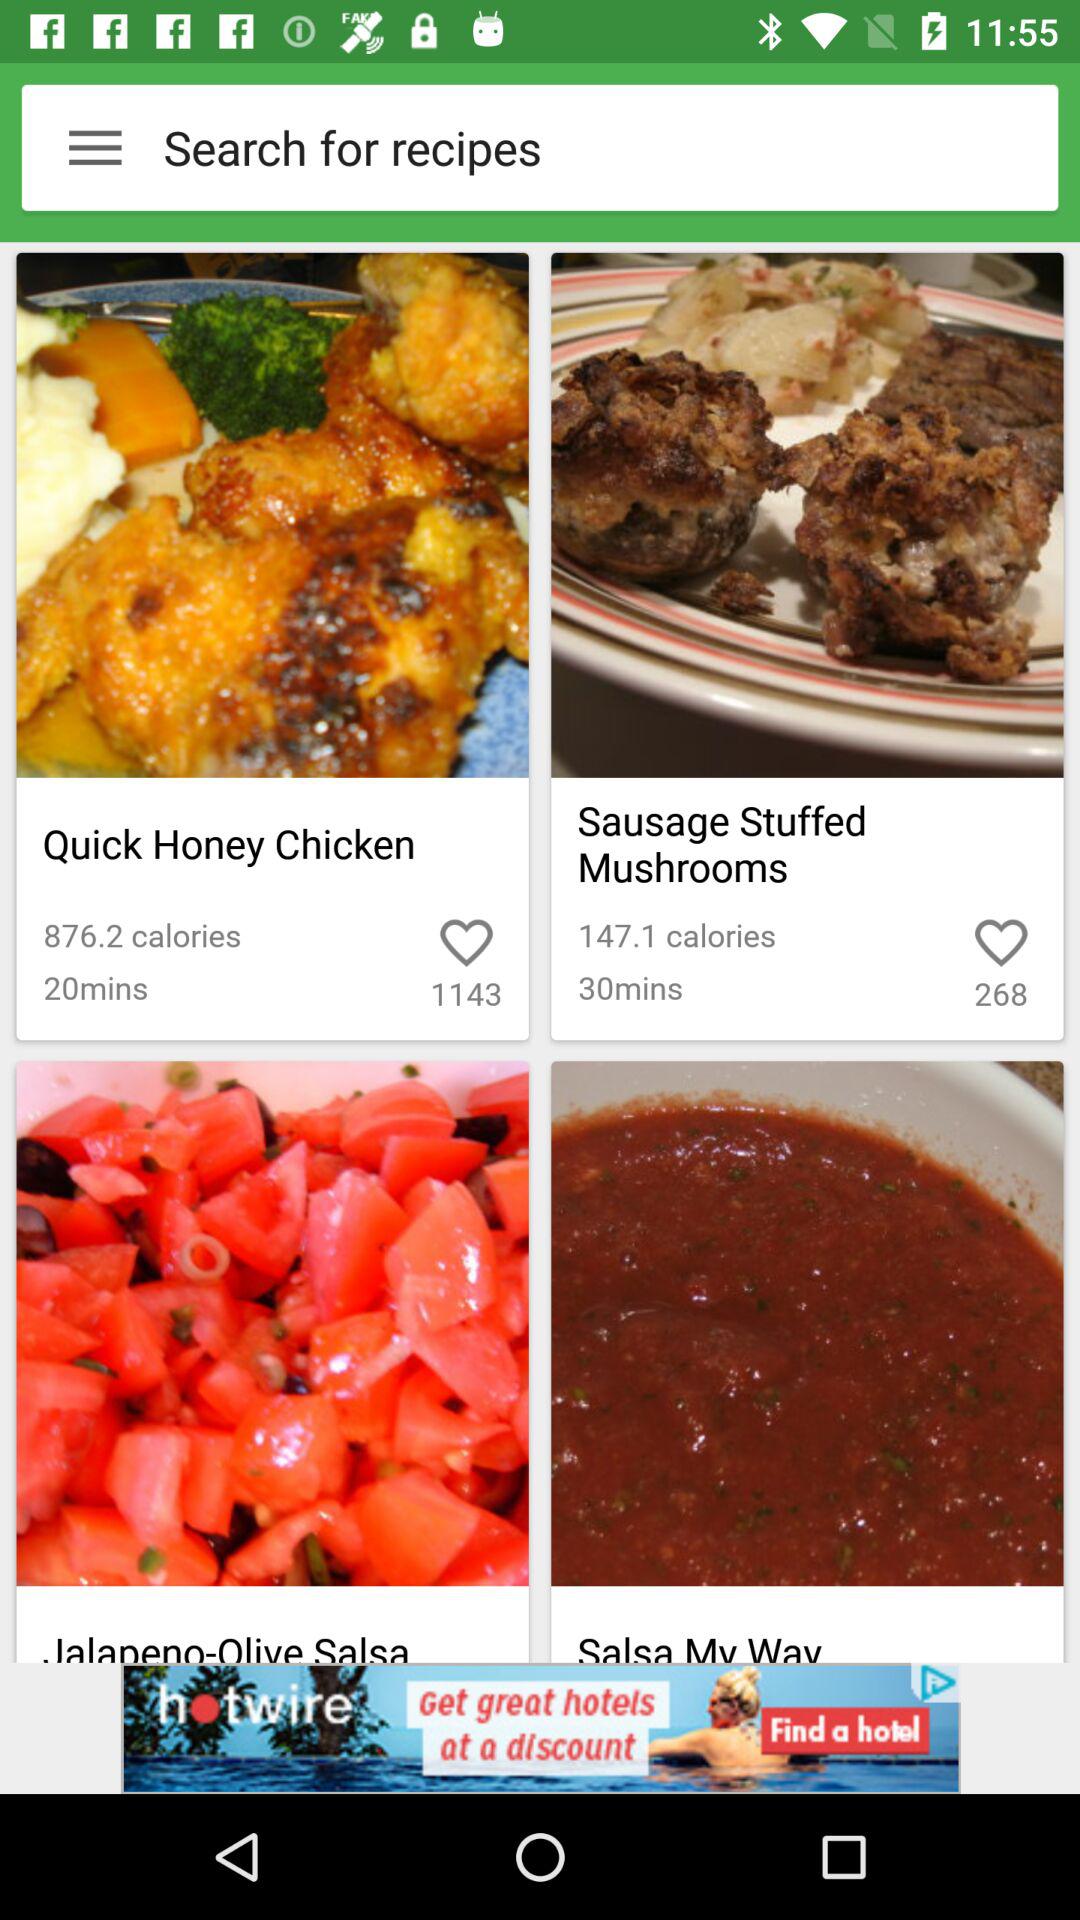 FAKE
11:55
Search for recipes
Quick Honey Chicken
876.2 calories
20mins
1143
Sausage Stuffed
Mushrooms
147.1 calories
30mins
268
Jalapeno-Olive Salsa
Salsa My Way
hotwire
Get great hotels
at a discount
Find a hotel